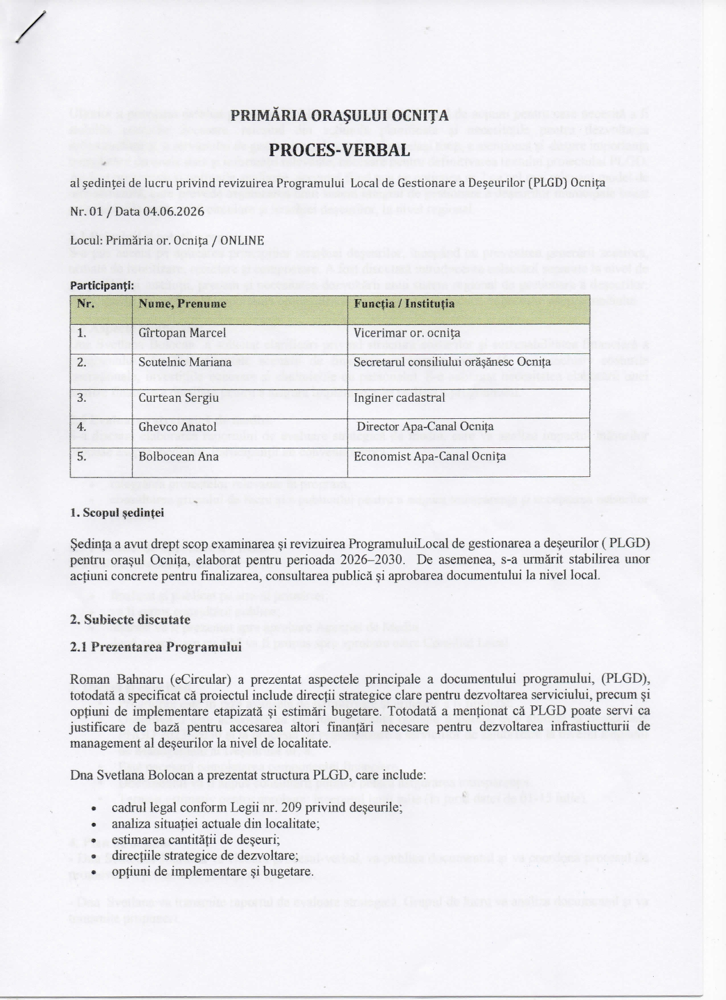 PRIMĂRIA ORAȘULUI OCNIȚA
PROCES-VERBAL
al ședinței de lucru privind revizuirea Programului Local de Gestionare a Deșeurilor (PLGD) Ocnița
Nr. 01 / Data 04.06.2026
Locul: Primăria or. Ocnița / ONLINE
Participanți:
Nr. Nume, Prenume Funcția / Instituția
1. Gîrtopan Marcel Vicerimar or. ocnița
2. Scutelnic Mariana Secretarul consiliului orășănesc Ocnița
3. Curtean Sergiu Inginer cadastral
4. Ghevco Anatol Director Apa-Canal Ocnița
5. Bolbocean Ana Economist Apa-Canal Ocnița
1. Scopul ședinței
Ședința a avut drept scop examinarea și revizuirea ProgramuluiLocal de gestionarea a deșeurilor ( PLGD)
pentru orașul Ocnița, elaborat pentru perioada 2026–2030. De asemenea, s-a urmărit stabilirea unor
acțiuni concrete pentru finalizarea, consultarea publică și aprobarea documentului la nivel local.
2. Subiecte discutate
2.1 Prezentarea Programului
Roman Bahnaru (eCircular) a prezentat aspectele principale a documentului programului, (PLGD),
totodată a specificat că proiectul include direcții strategice clare pentru dezvoltarea serviciului, precum și
opțiuni de implementare etapizată și estimări bugetare. Totodată a menționat că PLGD poate servi ca
justificare de bază pentru accesarea altori finanțări necesare pentru dezvoltarea infrastiuctturii de
management al deșeurilor la nivel de localitate.
Dna Svetlana Bolocan a prezentat structura PLGD, care include:
• cadrul legal conform Legii nr. 209 privind deșeurile;
• analiza situației actuale din localitate;
• estimarea cantității de deșeuri;
• direcțiile strategice de dezvoltare;
• opțiuni de implementare și bugetare.